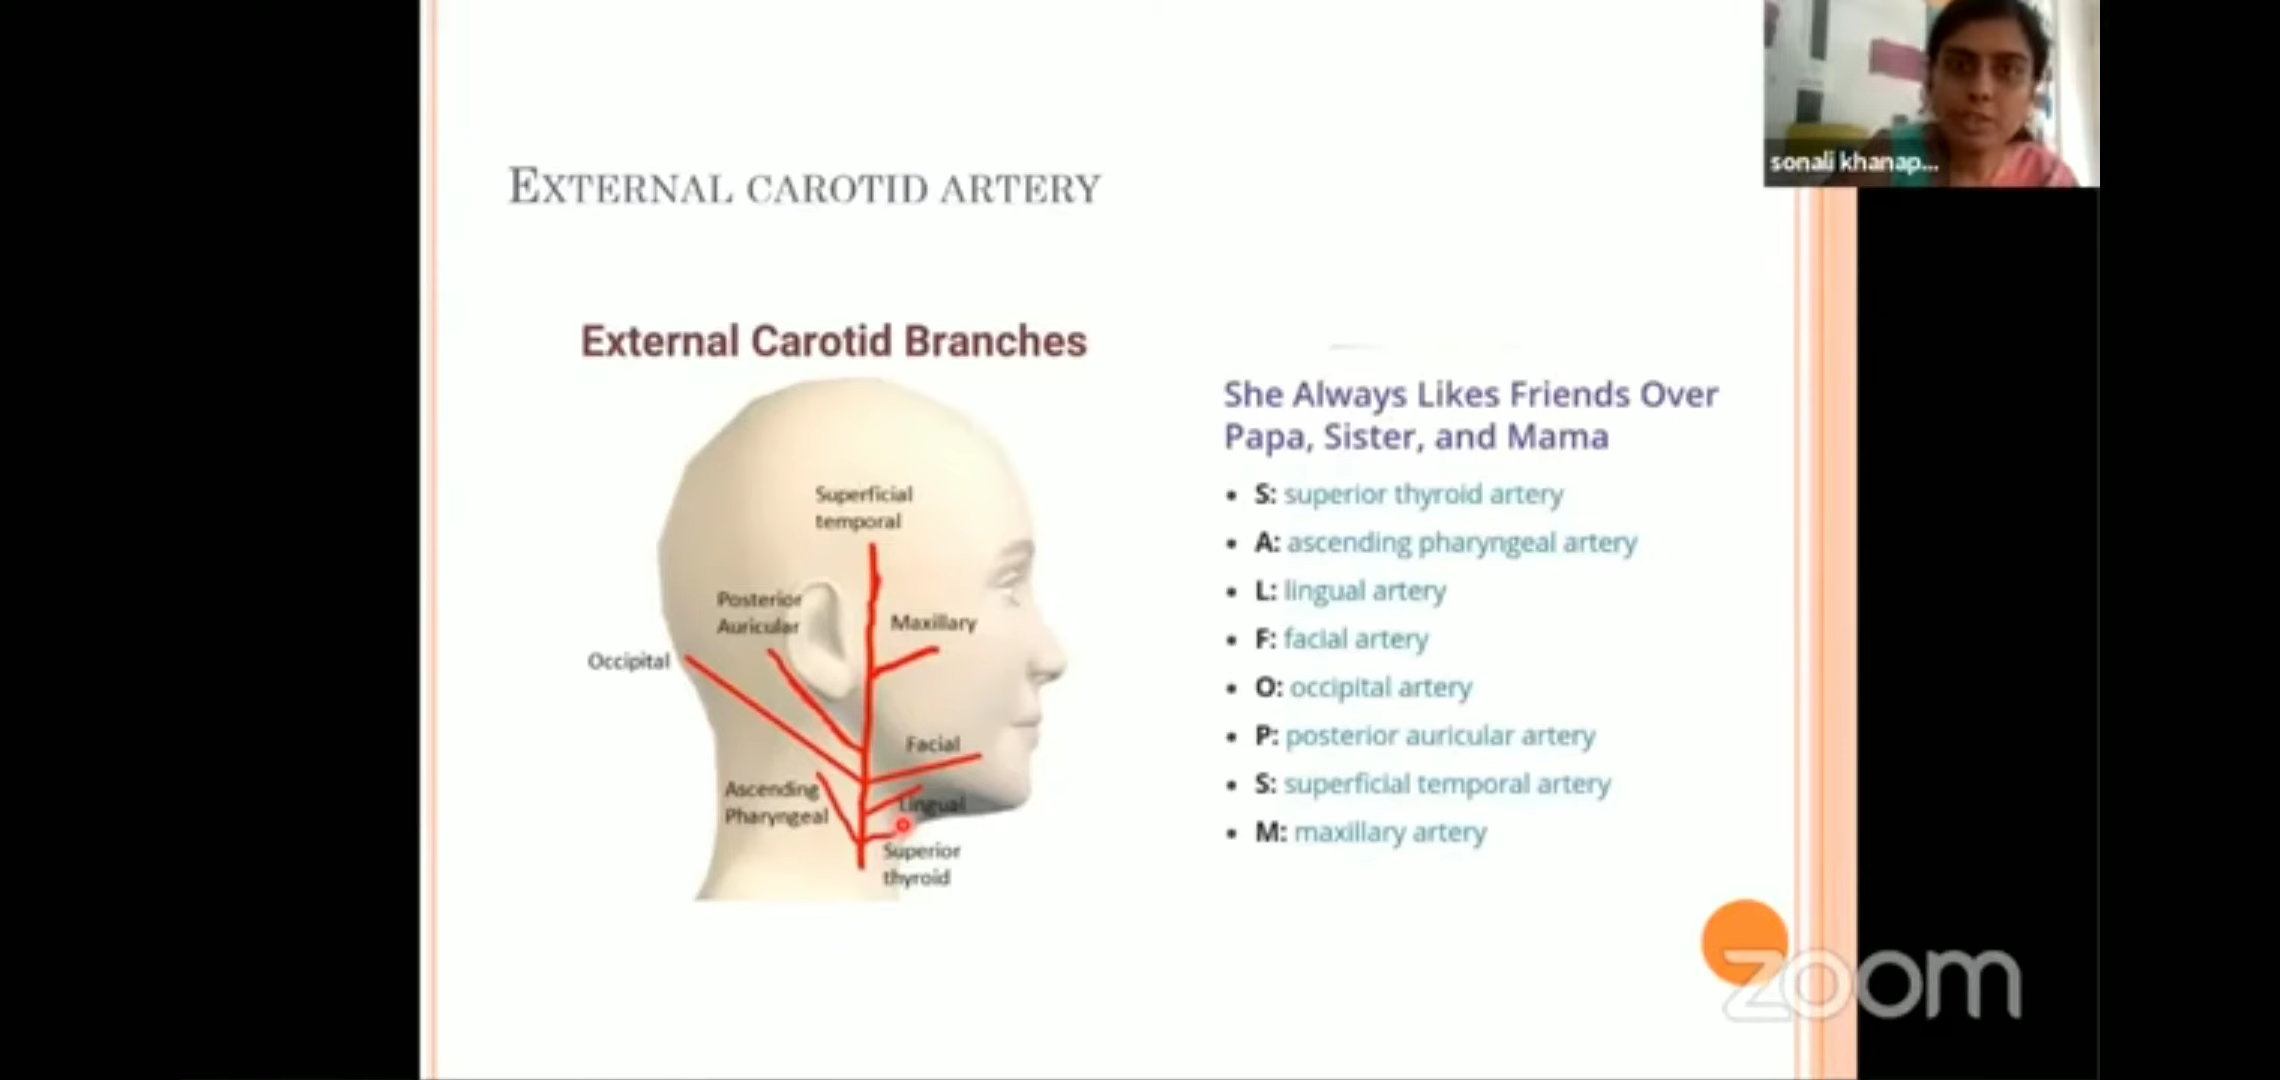 sonali khanap...
EXTERNAL CAROTID ARTERY
External Carotid Branches
Superficial
temporal
Posterior
Auricular
Maxillary
Occipital
Facial
Ascending
Pharyngeal
Lingual
Superior
thyroid
She Always Likes Friends Over
Papa, Sister, and Mama
• S: superior thyroid artery
• A: ascending pharyngeal artery
• L: lingual artery
• F: facial artery
• O: occipital artery
• P: posterior auricular artery
• S: superficial temporal artery
• M: maxillary artery
zoom